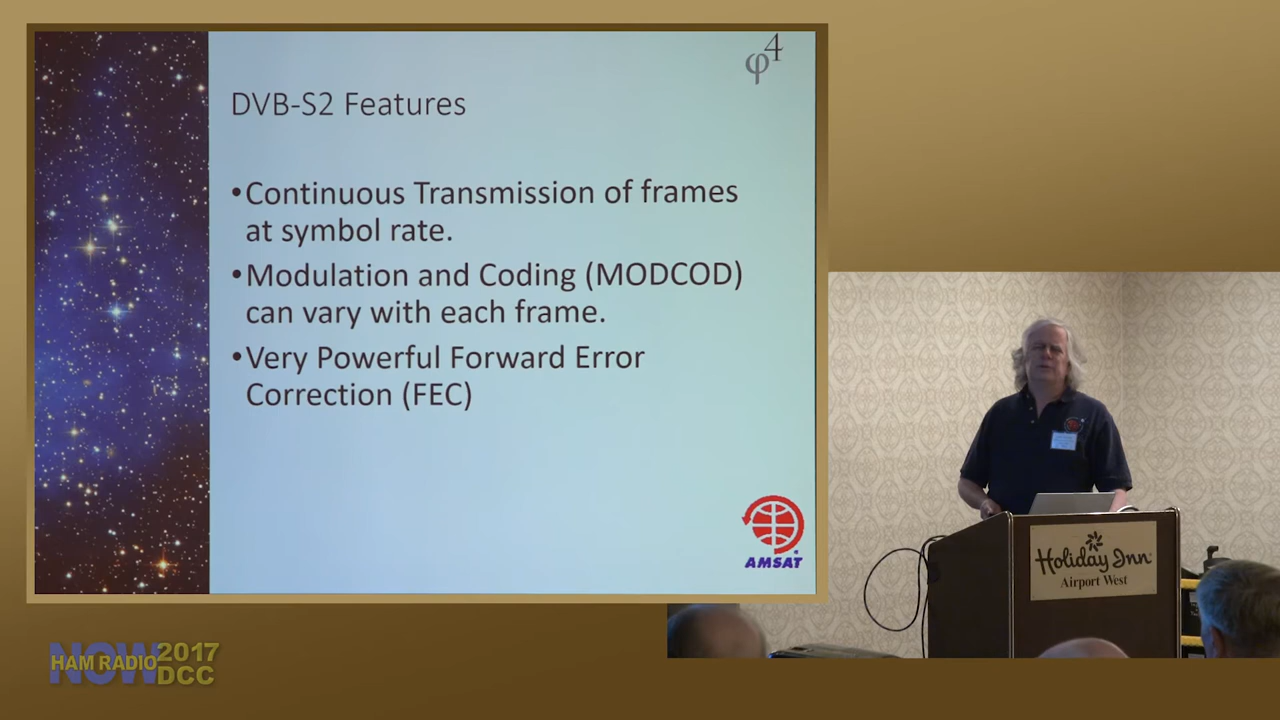 φ4
DVB-S2 Features
•Continuous Transmission of frames
at symbol rate.
•Modulation and Coding (MODCOD)
can vary with each frame.
•Very Powerful Forward Error
Correction (FEC)
AMSAT
Holiday Inn
Airport West
NOW
HAM RADIO 2017
DCC